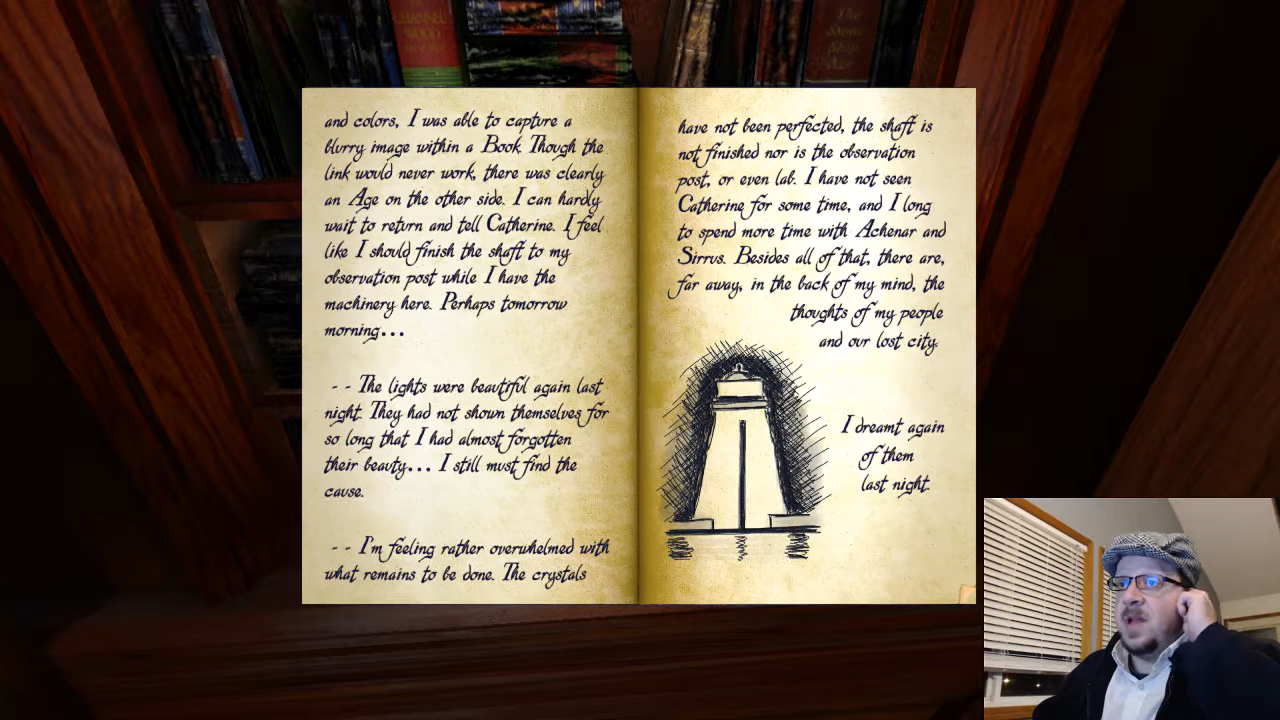 CHANNEL
WOOD
The
Stone
Ship
Age
and colors, I was able to capture a
blurry image within a Book. Though the
link would never work, there was clearly
an Age on the other side. I can hardly
wait to return and tell Catherine. I feel
like I should finish the shaft to my
observation post while I have the
machinery here. Perhaps tomorrow
morning...
-- The lights were beautiful again last
night. They had not shown themselves for
so long that I had almost forgotten
their beauty... I still must find the
cause.
-- I'm feeling rather overwhelmed with
what remains to be done. The crystals
have not been perfected, the shaft is
not finished nor is the observation
post, or even lab. I have not seen
Catherine for some time, and I long
to spend more time with Achenar and
Sirrus. Besides all of that, there are,
far away, in the back of my mind, the
thoughts of my people
and our lost city.
I dreamt again
of them
last night.